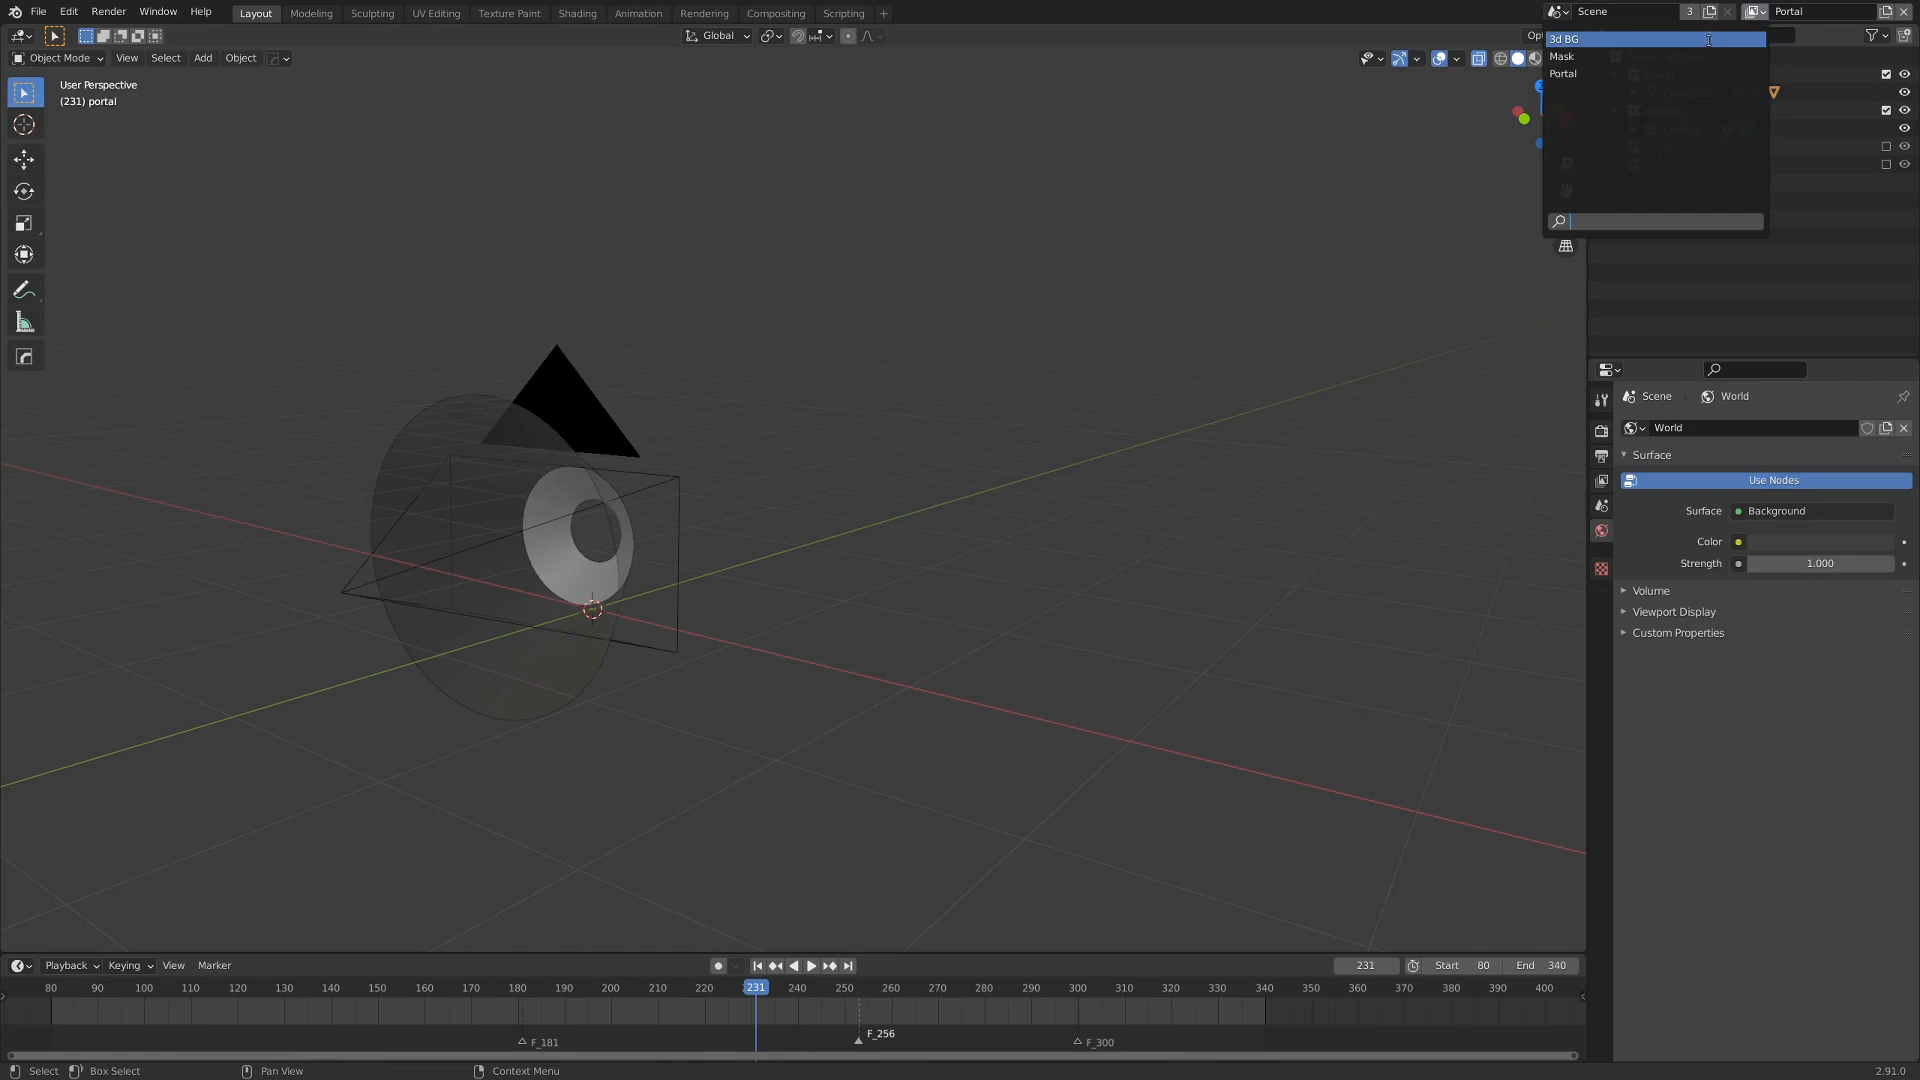 File Edit Render Window Help Layout Modeling Sculpting UV Editing Texture Paint Shading Animation Rendering Compositing Scripting + Scene 3 Portal
Global Opt
3d BG
Mask
Portal
Object Mode View Select Add Object
User Perspective
(231) portal
Scene World
World
Surface
Use Nodes
Surface Background
Color
Strength 1.000
Volume
Viewport Display
Custom Properties
Playback Keying View Marker 231 Start 80 End 340
80 90 100 110 120 130 140 150 160 170 180 190 200 210 220 231 240 250 260 270 280 290 300 310 320 330 340 350 360 370 380 390 400
F_256
F_181 F_300
Select Box Select Pan View Context Menu 2.91.0